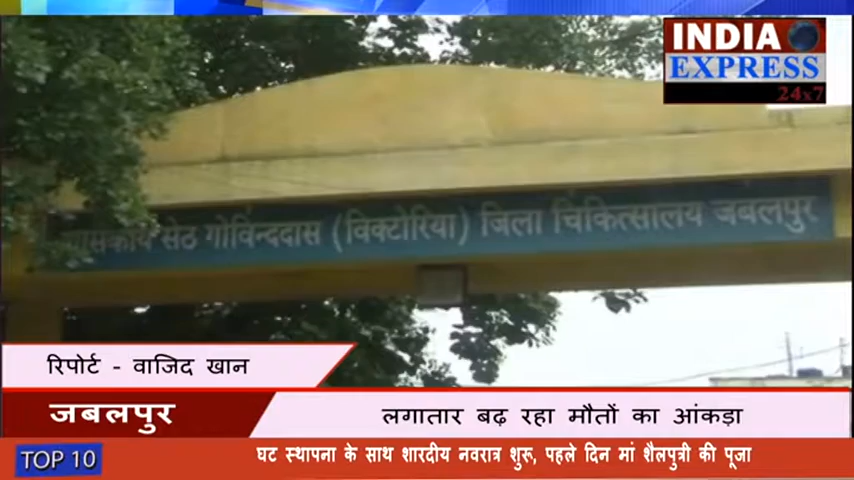 INDIA
EXPRESS
24x7
शासकीय सेठ गोविन्ददास (विक्टोरिया) जिला चिकित्सालय जबलपुर
रिपोर्ट - वाजिद खान
जबलपुर
लगातार बढ़ रहा मौतों का आंकड़ा
TOP 10
घट स्थापना के साथ शारदीय नवरात्र शुरू, पहले दिन मां शैलपुत्री की पूजा